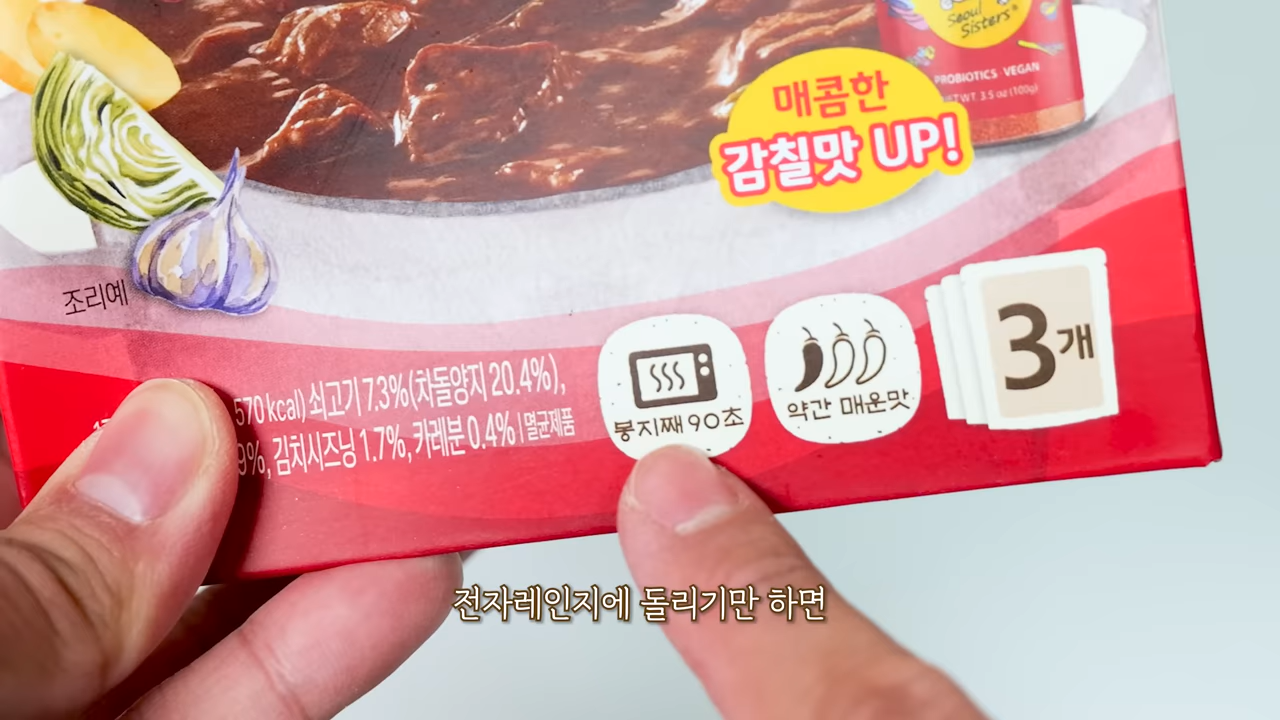 Seoul
Sisters®
PROBIOTICS · VEGAN
NET WT. 3.5 oz (100g)
매콤한
감칠맛 UP!
조리예
570 kcal) 쇠고기 7.3%(차돌양지 20.4%),
9%, 김치시즈닝 1.7%, 카레분 0.4% | 멸균제품
봉지째 90초
약간 매운맛
3개
전자레인지에 돌리기만 하면